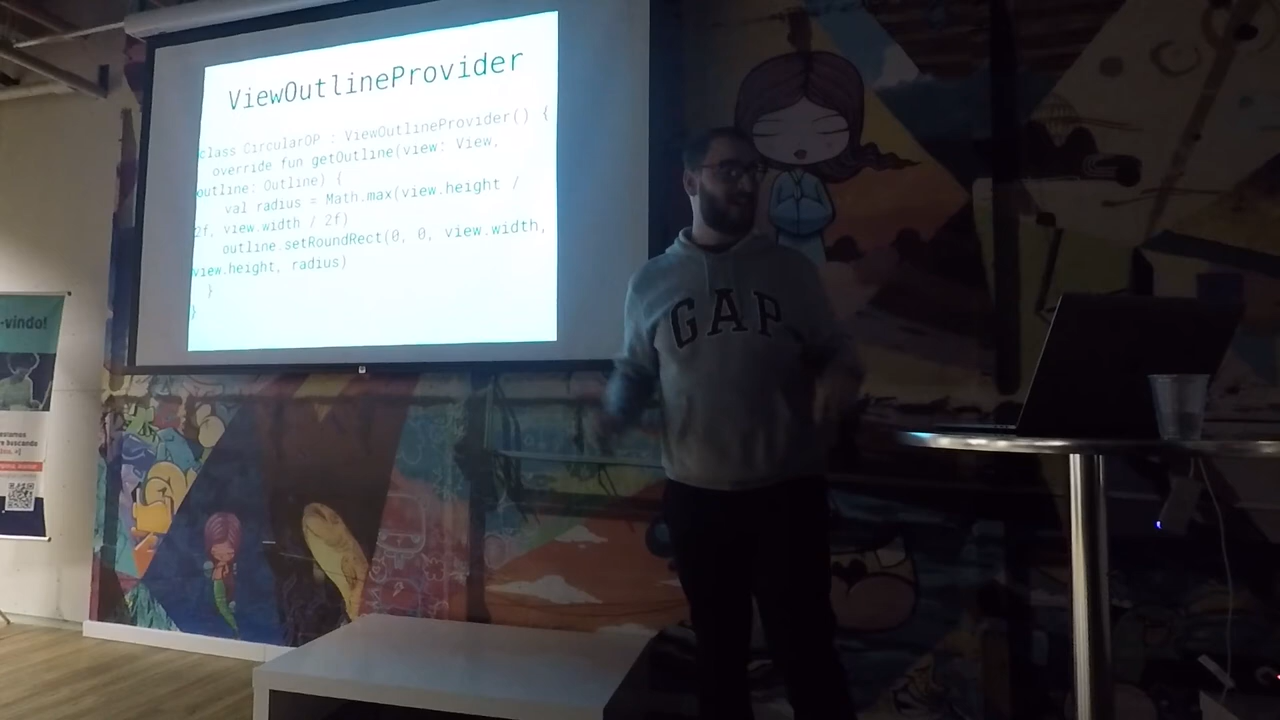 ViewOutlineProvider
class CircularOP : ViewOutlineProvider() {
override fun getOutline(view: View,
outline: Outline) {
val radius = Math.max(view.height /
2f, view.width / 2f)
outline.setRoundRect(0, 0, view.width,
view.height, radius)
}
}
GAP
-vindo!
buscando